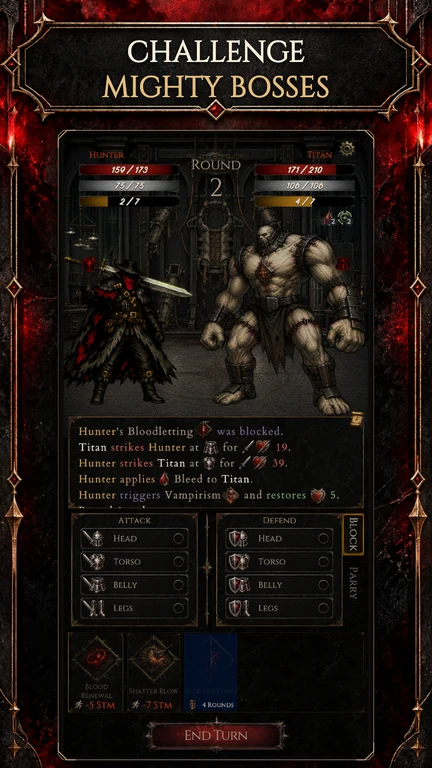 CHALLENGE
MIGHTY BOSSES
HUNTER
ROUND
TITAN
159 / 173
2
171 / 210
75 / 75
106 / 106
2 / 7
4 / 7
2 2
Hunter's Bloodletting was blocked.
Titan strikes Hunter at for 19.
Hunter strikes Titan at for 39.
Hunter applies Bleed to Titan.
Hunter triggers Vampirism and restores 5.
ATTACK
DEFEND
BLOCK
PARRY
HEAD
HEAD
TORSO
TORSO
BELLY
BELLY
LEGS
LEGS
BLOOD RENEWAL
SHATTER BLOW
-5 STM
-7 STM
4 ROUNDS
END TURN